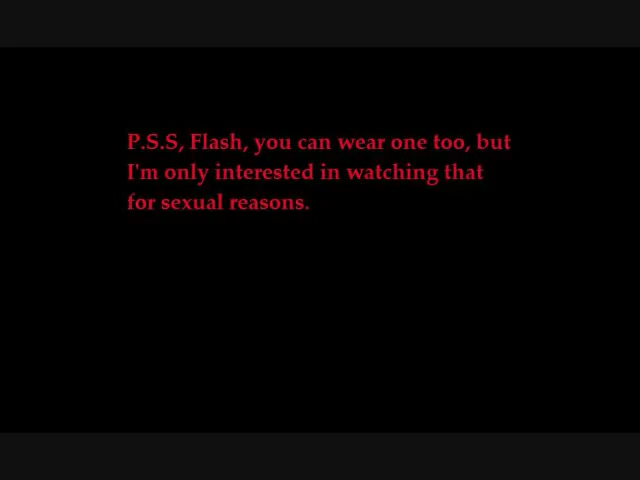 P.S.S, Flash, you can wear one too, but
I'm only interested in watching that
for sexual reasons.